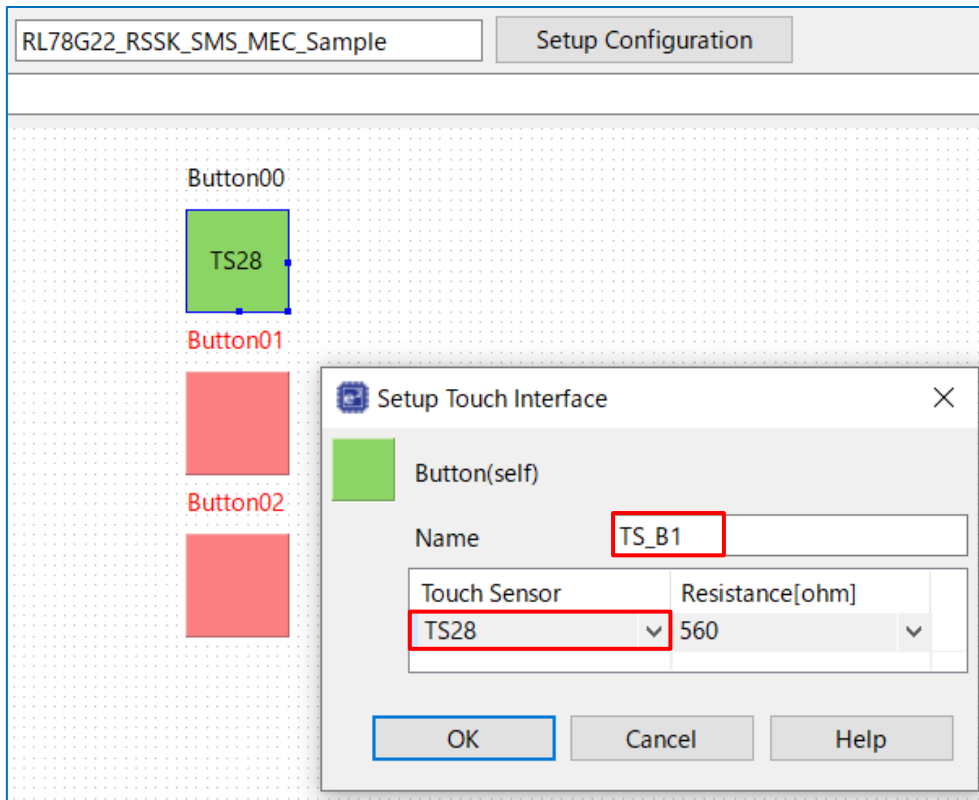 RL78G22_RSSK_SMS_MEC_Sample
Setup Configuration
Button00
TS28
Button01
Button02
Setup Touch Interface
Button(self)
Name
TS_B1
Touch Sensor
Resistance[ohm]
TS28
560
OK
Cancel
Help